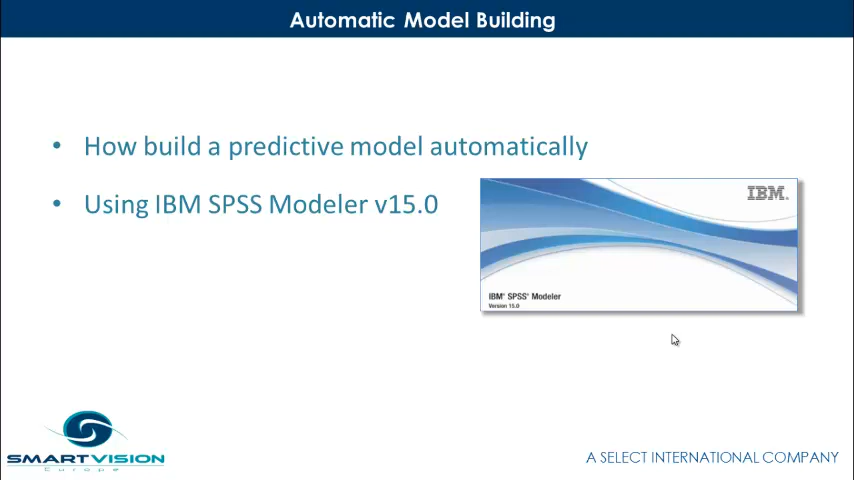 Automatic Model Building
• How build a predictive model automatically
• Using IBM SPSS Modeler v15.0
IBM.
IBM® SPSS® Modeler
Version 15.0
SMARTVISION
Europe
A SELECT INTERNATIONAL COMPANY